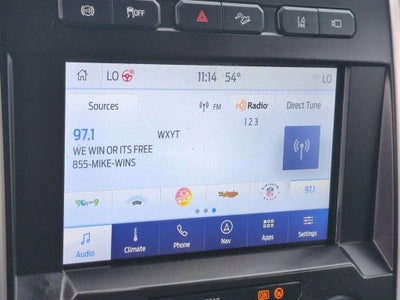 OFF
LO 11:14 54° LO
Sources FM HD Radio Direct Tune
1 2 3
97.1 WXYT
WE WIN OR ITS FREE
855-MIKE-WINS
97.1
Audio Climate Phone Nav Apps Settings